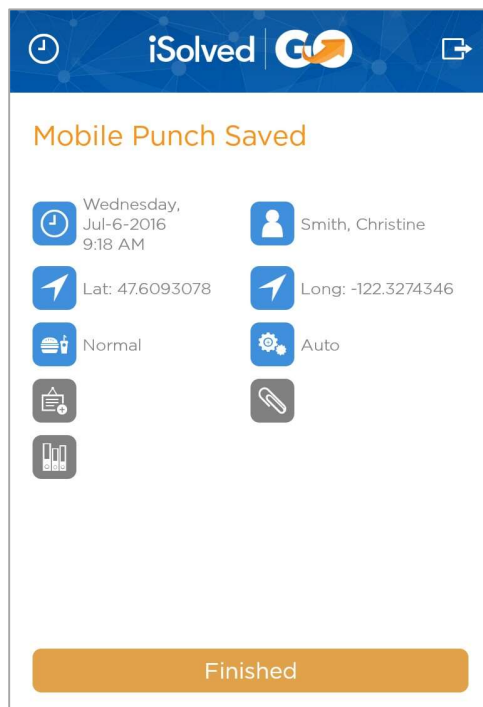 iSolved GO
Mobile Punch Saved
Wednesday,
Jul-6-2016
9:18 AM
Smith, Christine
Lat: 47.6093078
Long: -122.3274346
Normal
Auto
Finished